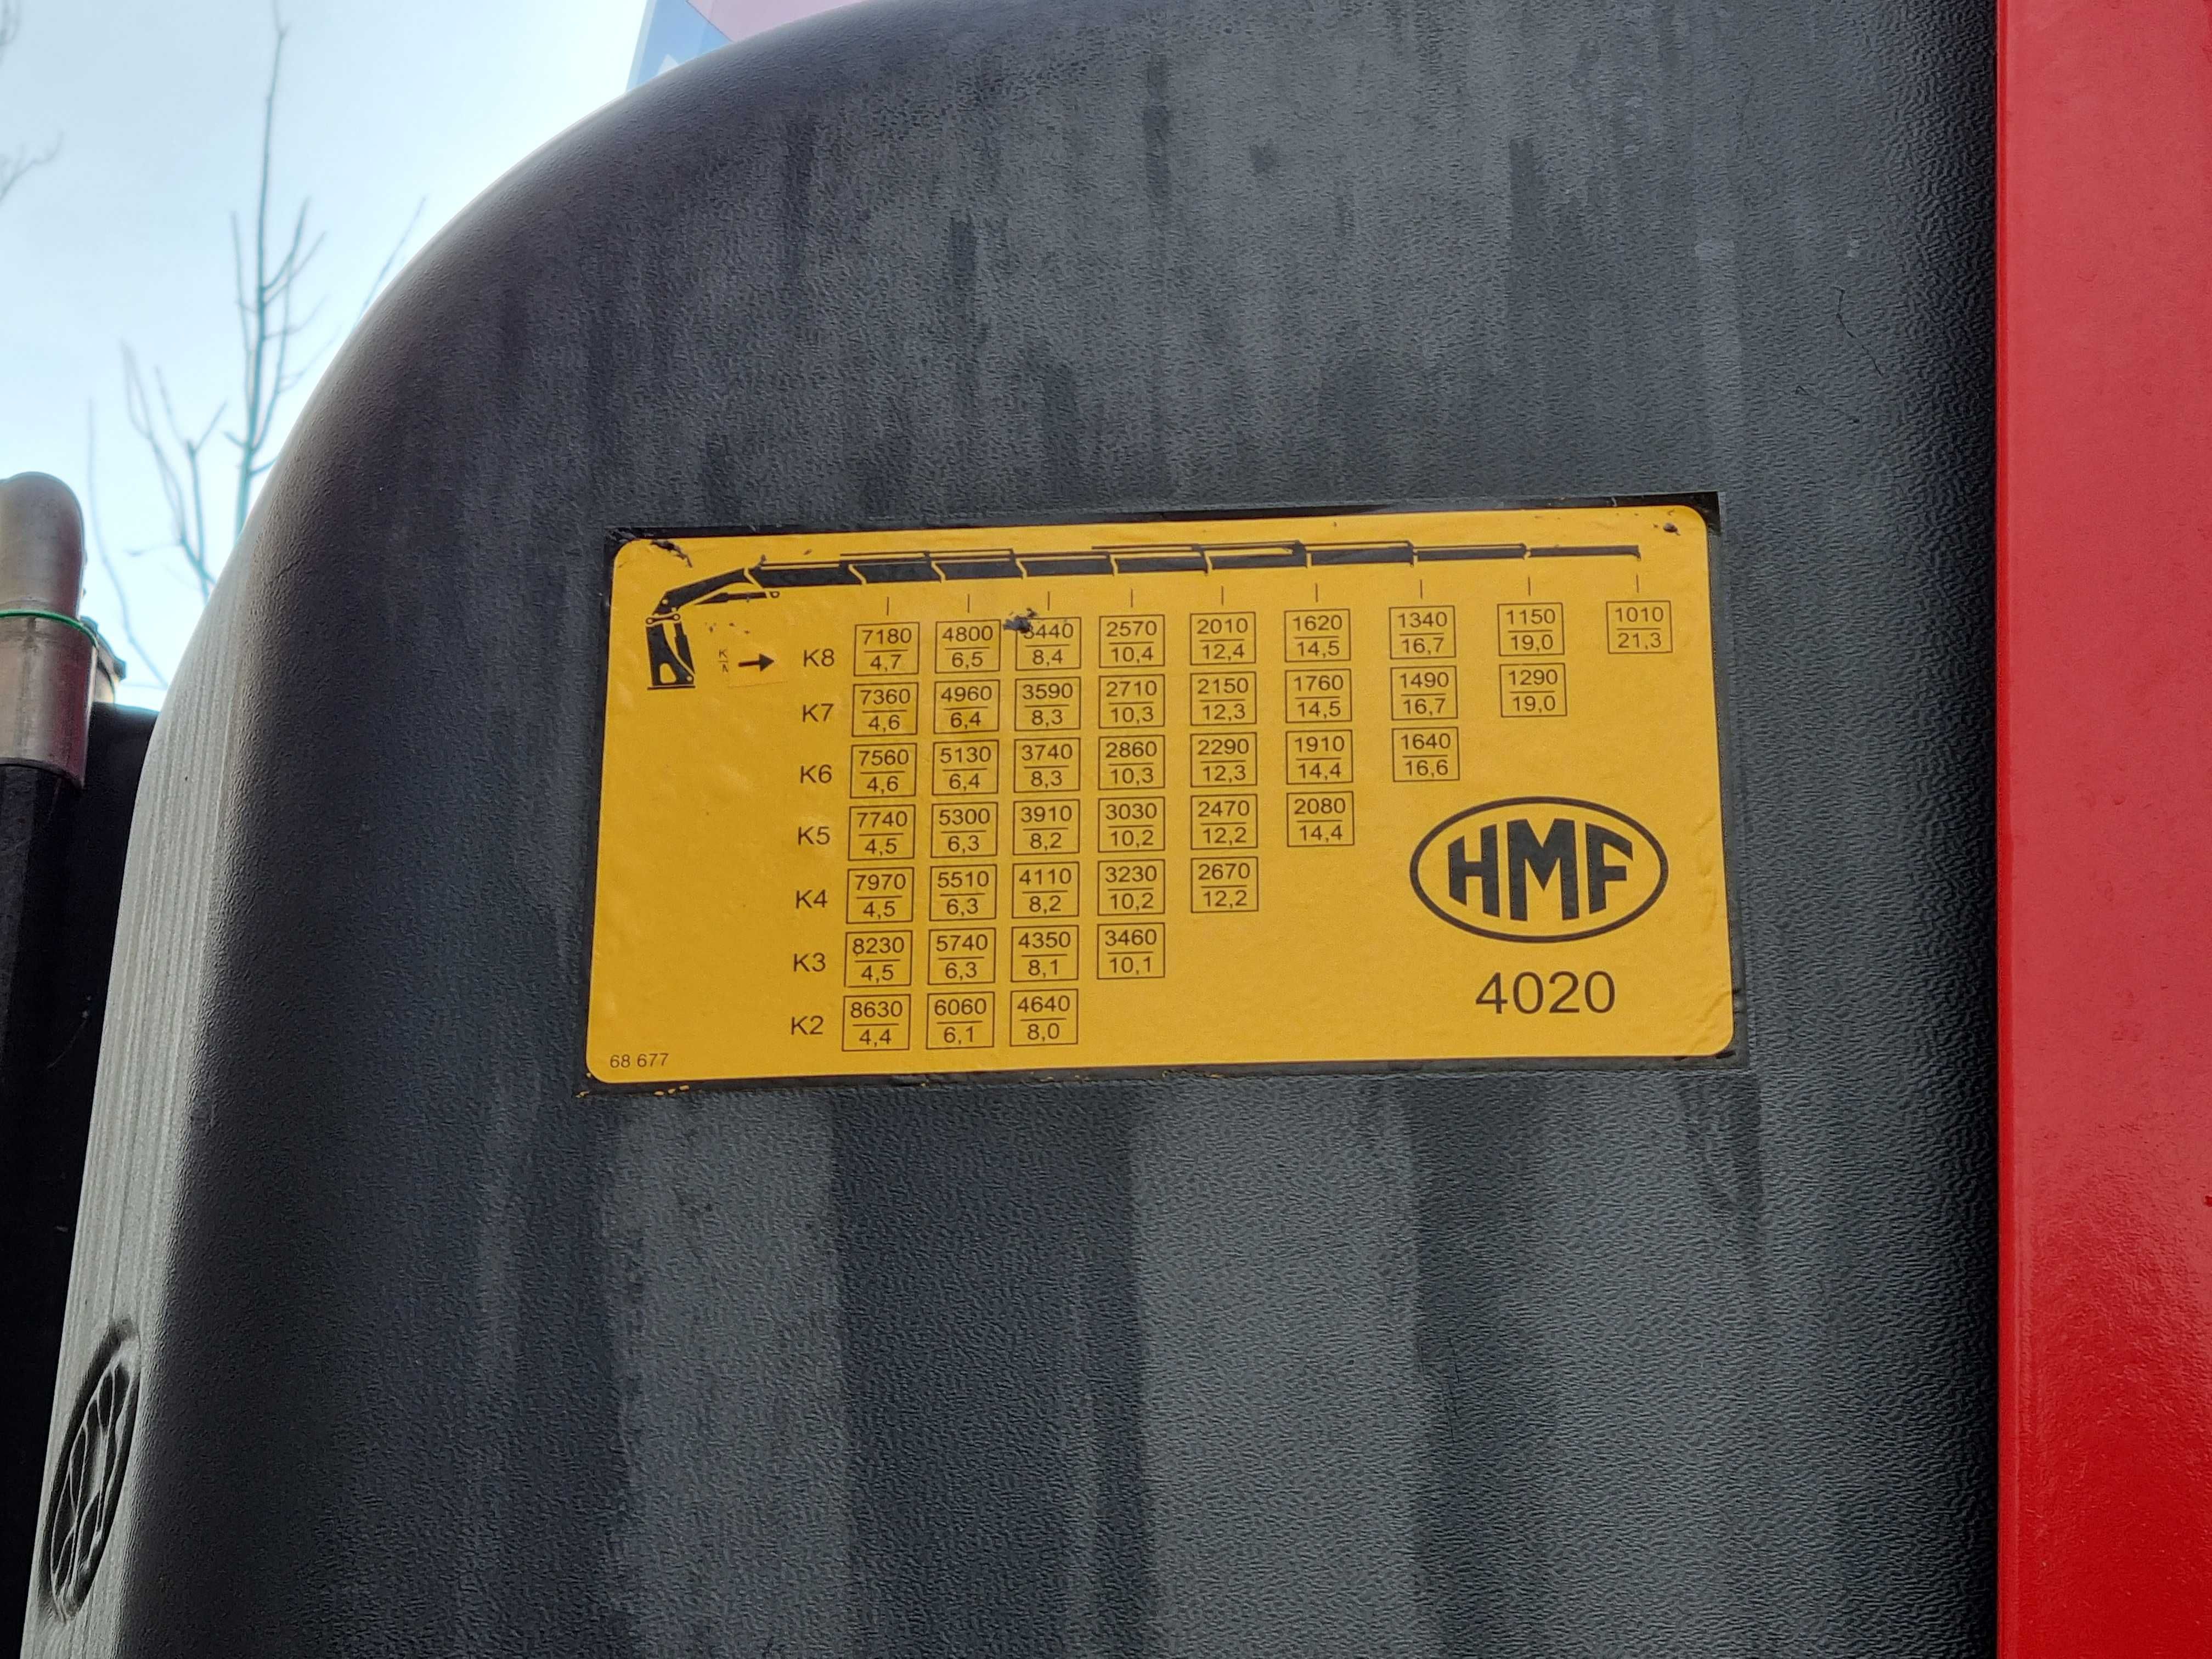 K8 7180 4800 3440 2570 2010 1620 1340 1150 1010
4,7 6,5 8,4 10,4 12,4 14,5 16,7 19,0 21,3
K7 7360 4960 3590 2710 2150 1760 1490 1290
4,6 6,4 8,3 10,3 12,3 14,5 16,7 19,0
K6 7560 5130 3740 2860 2290 1910 1640
4,6 6,4 8,3 10,3 12,3 14,4 16,6
K5 7740 5300 3910 3030 2470 2080
4,5 6,3 8,2 10,2 12,2 14,4
K4 7970 5510 4110 3230 2670
4,5 6,3 8,2 10,2 12,2
K3 8230 5740 4350 3460
4,5 6,3 8,1 10,1
K2 8630 6060 4640
4,4 6,1 8,0
HMF
4020
68 677